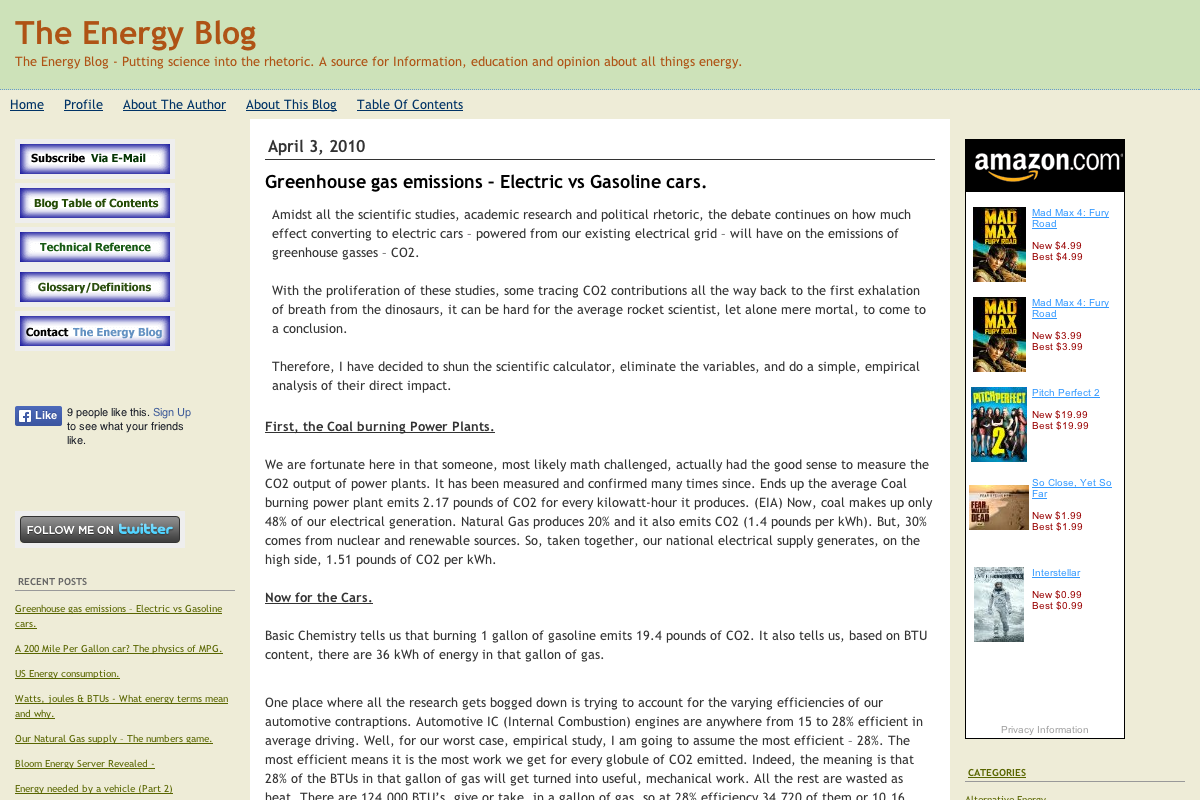 The Energy Blog
The Energy Blog - Putting science into the rhetoric. A source for Information, education and opinion about all things energy.
Home Profile About The Author About This Blog Table Of Contents
Subscribe Via E-Mail
Blog Table of Contents
Technical Reference
Glossary/Definitions
Contact The Energy Blog
Like
9 people like this. Sign Up
to see what your friends
like.
FOLLOW ME ON twitter
RECENT POSTS
Greenhouse gas emissions – Electric vs Gasoline
cars.
A 200 Mile Per Gallon car? The physics of MPG.
US Energy consumption.
Watts, joules & BTUs - What energy terms mean
and why.
Our Natural Gas supply – The numbers game.
Bloom Energy Server Revealed –
Energy needed by a vehicle (Part 2)
April 3, 2010
Greenhouse gas emissions – Electric vs Gasoline cars.
Amidst all the scientific studies, academic research and political rhetoric, the debate continues on how much
effect converting to electric cars – powered from our existing electrical grid – will have on the emissions of
greenhouse gasses – CO2.
With the proliferation of these studies, some tracing CO2 contributions all the way back to the first exhalation
of breath from the dinosaurs, it can be hard for the average rocket scientist, let alone mere mortal, to come to
a conclusion.
Therefore, I have decided to shun the scientific calculator, eliminate the variables, and do a simple, empirical
analysis of their direct impact.
First, the Coal burning Power Plants.
We are fortunate here in that someone, most likely math challenged, actually had the good sense to measure the
CO2 output of power plants. It has been measured and confirmed many times since. Ends up the average Coal
burning power plant emits 2.17 pounds of CO2 for every kilowatt-hour it produces. (EIA) Now, coal makes up only
48% of our electrical generation. Natural Gas produces 20% and it also emits CO2 (1.4 pounds per kWh). But, 30%
comes from nuclear and renewable sources. So, taken together, our national electrical supply generates, on the
high side, 1.51 pounds of CO2 per kWh.
Now for the Cars.
Basic Chemistry tells us that burning 1 gallon of gasoline emits 19.4 pounds of CO2. It also tells us, based on BTU
content, there are 36 kWh of energy in that gallon of gas.
One place where all the research gets bogged down is trying to account for the varying efficiencies of our
automotive contraptions. Automotive IC (Internal Combustion) engines are anywhere from 15 to 28% efficient in
average driving. Well, for our worst case, empirical study, I am going to assume the most efficient – 28%. The
most efficient means it is the most work we get for every globule of CO2 emitted. Indeed, the meaning is that
28% of the BTUs in that gallon of gas will get turned into useful, mechanical work. All the rest are wasted as
heat. There are 124,000 BTU's, give or take, in a gallon of gas, so at 28% efficiency 34,720 of them or 10.16
amazon.com
MAD MAX FURY ROAD
Mad Max 4: Fury
Road
New $4.99
Best $4.99
MAD MAX FURY ROAD
Mad Max 4: Fury
Road
New $3.99
Best $3.99
PITCH PERFECT 2
Pitch Perfect 2
New $19.99
Best $19.99
FEAR THE WALKING DEAD
So Close, Yet So
Far
New $1.99
Best $1.99
INTERSTELLAR
Interstellar
New $0.99
Best $0.99
Privacy Information
CATEGORIES
Alternative Energy